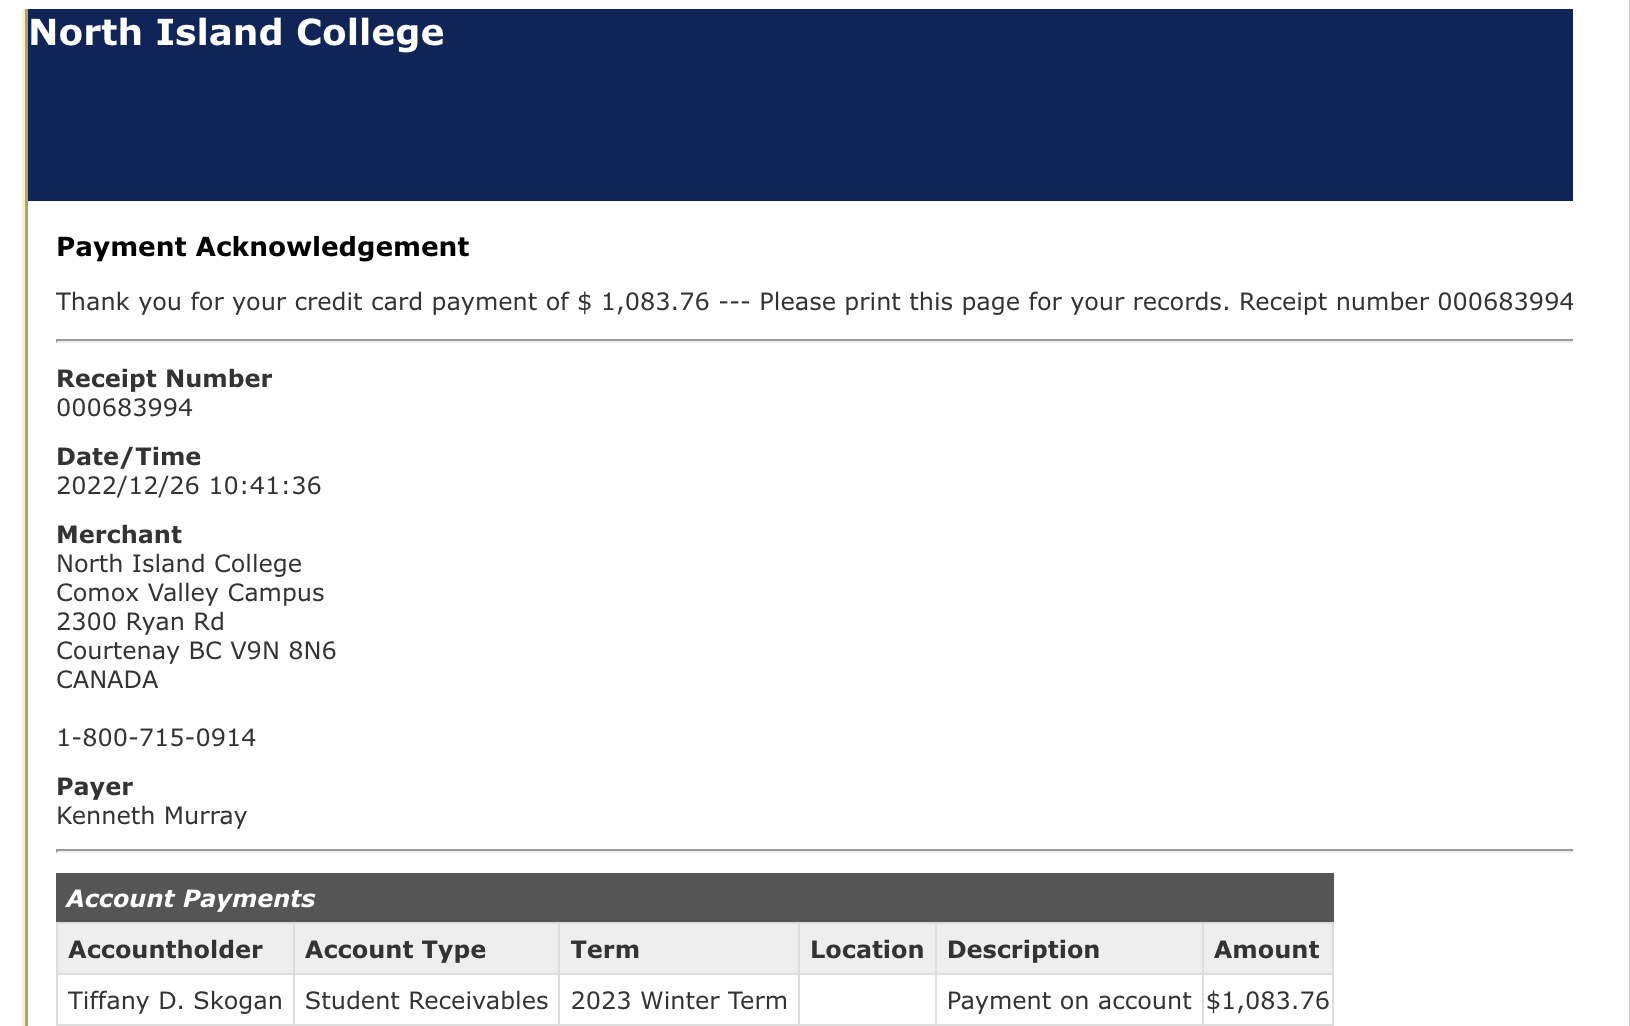 North Island College
Payment Acknowledgement
Thank you for your credit card payment of $ 1,083.76 --- Please print this page for your records. Receipt number 000683994
Receipt Number
000683994
Date/Time
2022/12/26 10:41:36
Merchant
North Island College
Comox Valley Campus
2300 Ryan Rd
Courtenay BC V9N 8N6
CANADA
1-800-715-0914
Payer
Kenneth Murray
Account Payments
Accountholder Account Type Term Location Description Amount
Tiffany D. Skogan Student Receivables 2023 Winter Term Payment on account $1,083.76